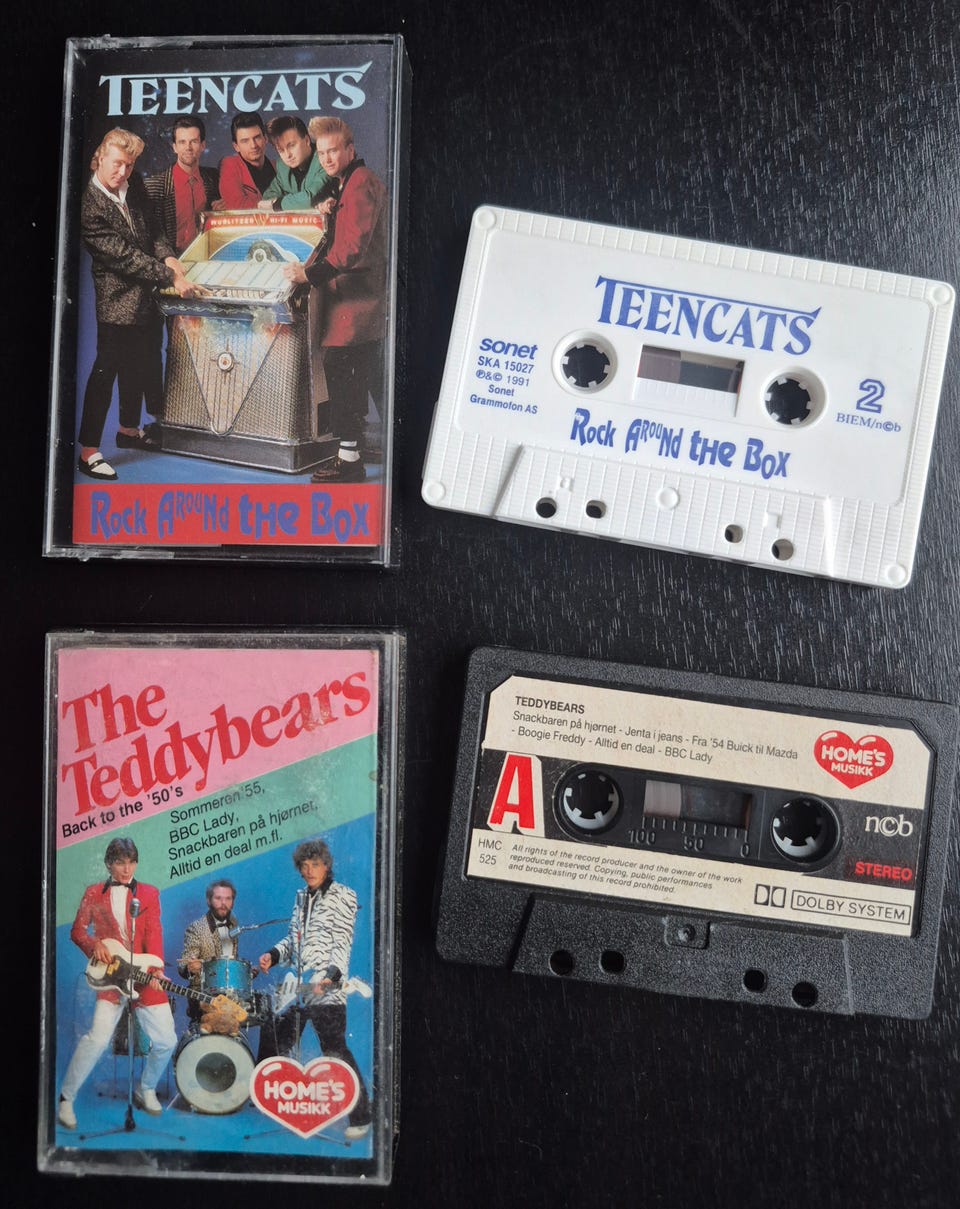 TEENCATS
WURLITZER HI-FI MUSIC
Rock ARouNd tHe Box
TEENCATS
sonet
SKA 15027
℗&© 1991
Sonet
Grammofon AS
2
BIEM/n©b
Rock ARouNd tHe Box
The
Teddybears
Back to the '50's
Sommeren '55,
BBC Lady,
Snackbaren på hjørnet,
Alltid en deal m.fl.
HOME'S
MUSIKK
TEDDYBEARS
Snackbaren på hjørnet - Jenta i jeans - Fra '54 Buick til Mazda
- Boogie Freddy - Alltid en deal - BBC Lady
HOME'S
MUSIKK
A
100 50 0
n©b
HMC
525
All rights of the record producer and the owner of the work
reproduced reserved. Copying, public performances
and broadcasting of this record prohibited.
STEREO
DOLBY SYSTEM